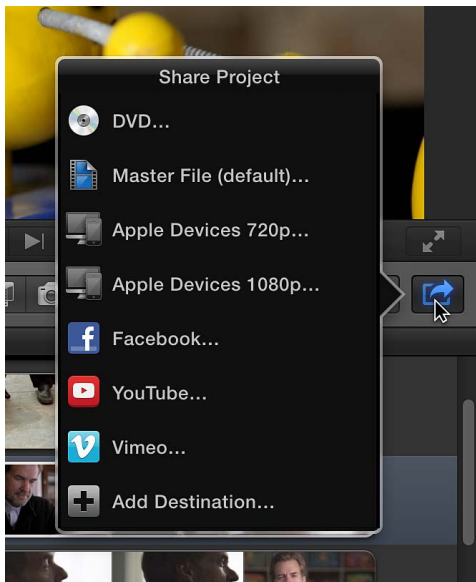 Share Project
DVD…
Master File (default)…
Apple Devices 720p…
Apple Devices 1080p…
Facebook…
YouTube…
Vimeo…
Add Destination…